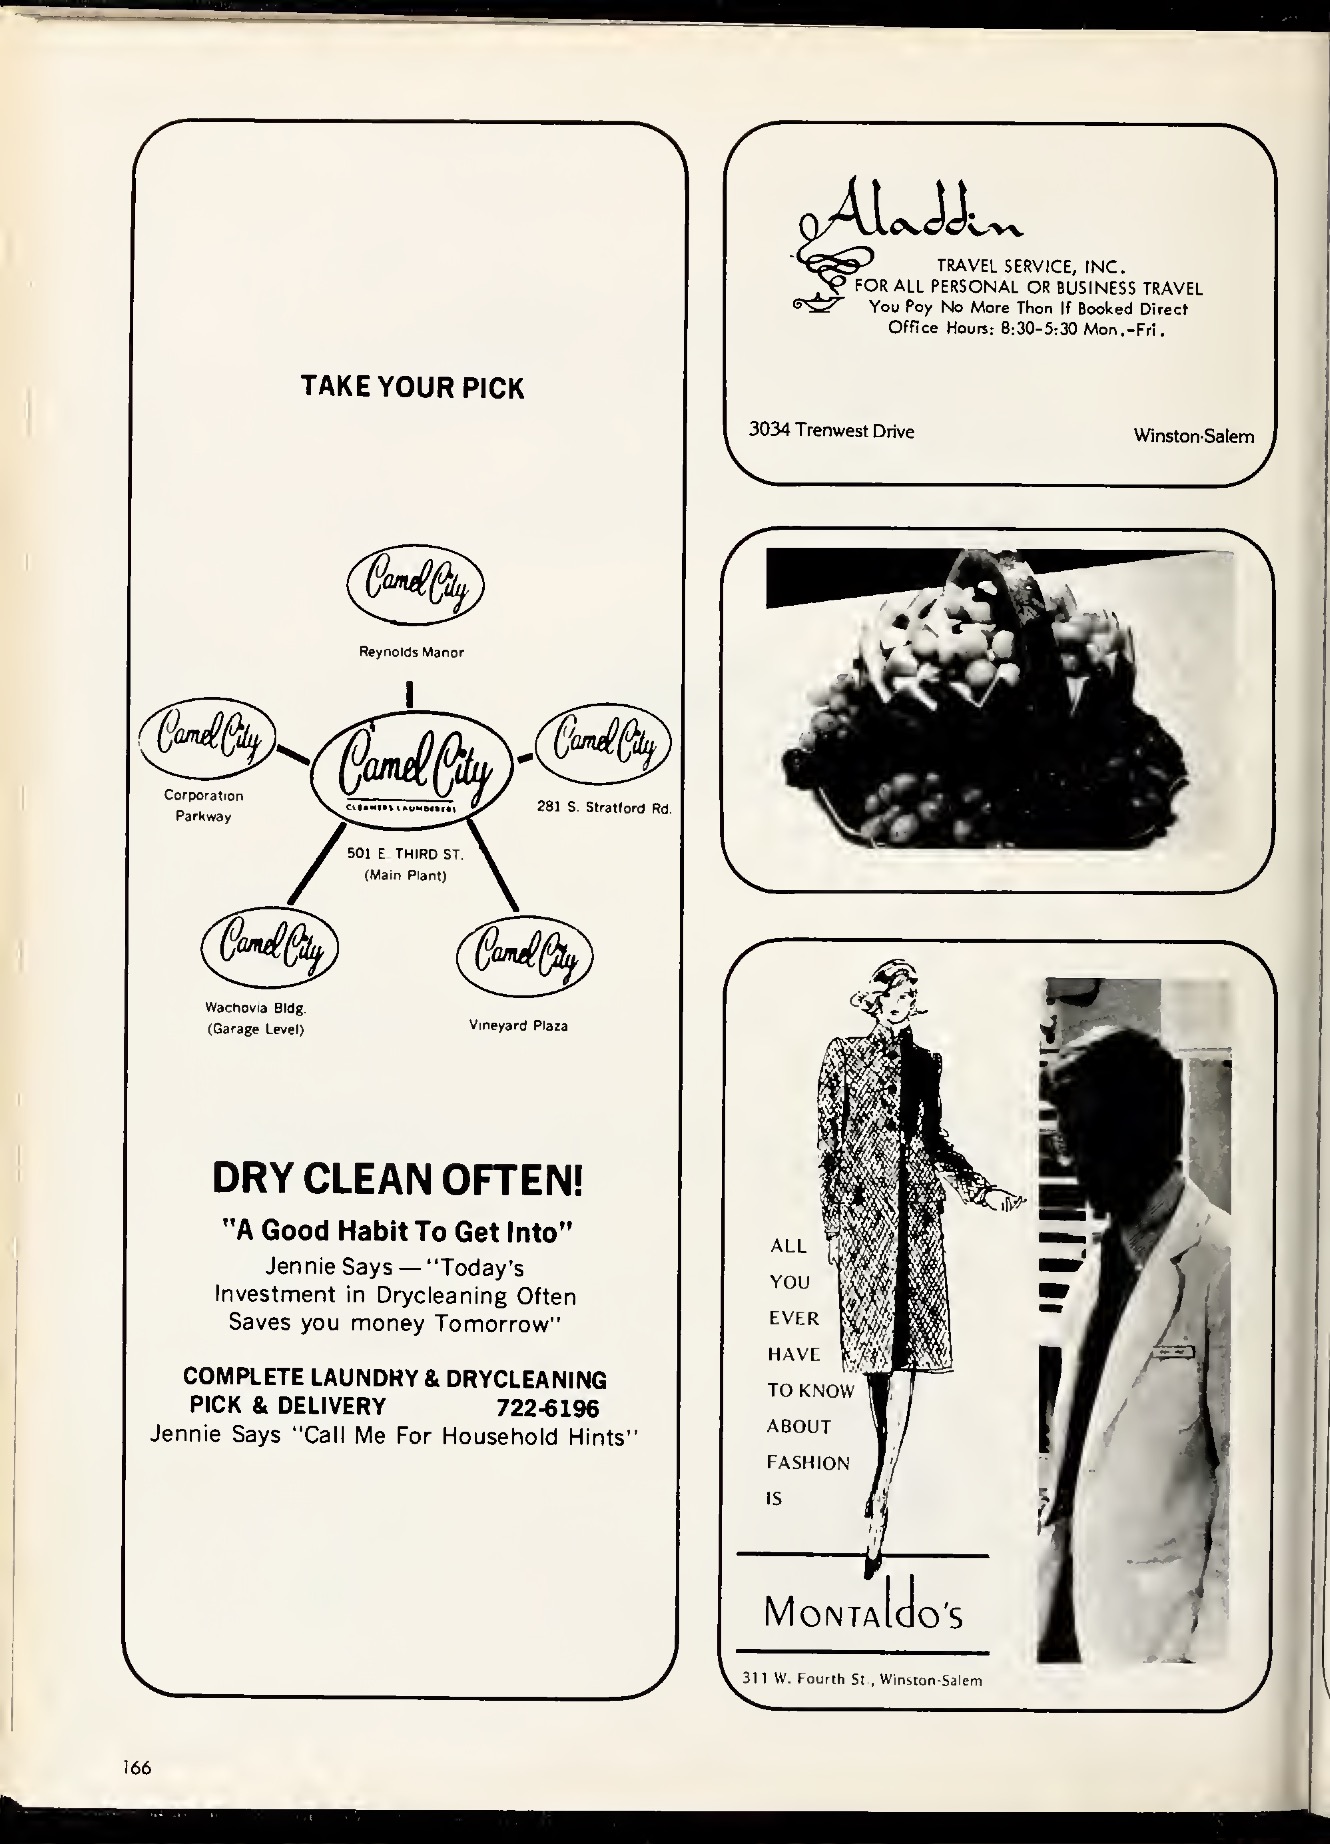 TAKE YOUR PICK
Camel City
Reynolds Manor
Camel City
Corporation
Parkway
Camel City
CLEANERS LAUNDERERS
501 E. THIRD ST.
(Main Plant)
Camel City
281 S. Stratford Rd.
Camel City
Wachovia Bldg.
(Garage Level)
Camel City
Vineyard Plaza
DRY CLEAN OFTEN!
"A Good Habit To Get Into"
Jennie Says — "Today's
Investment in Drycleaning Often
Saves you money Tomorrow"
COMPLETE LAUNDRY & DRYCLEANING
PICK & DELIVERY 722-6196
Jennie Says "Call Me For Household Hints"
Aladdin
TRAVEL SERVICE, INC.
FOR ALL PERSONAL OR BUSINESS TRAVEL
You Pay No More Than If Booked Direct
Office Hours: 8:30-5:30 Mon.-Fri.
3034 Trenwest Drive Winston-Salem
ALL
YOU
EVER
HAVE
TO KNOW
ABOUT
FASHION
IS
MONTAldo's
311 W. Fourth St., Winston-Salem
166